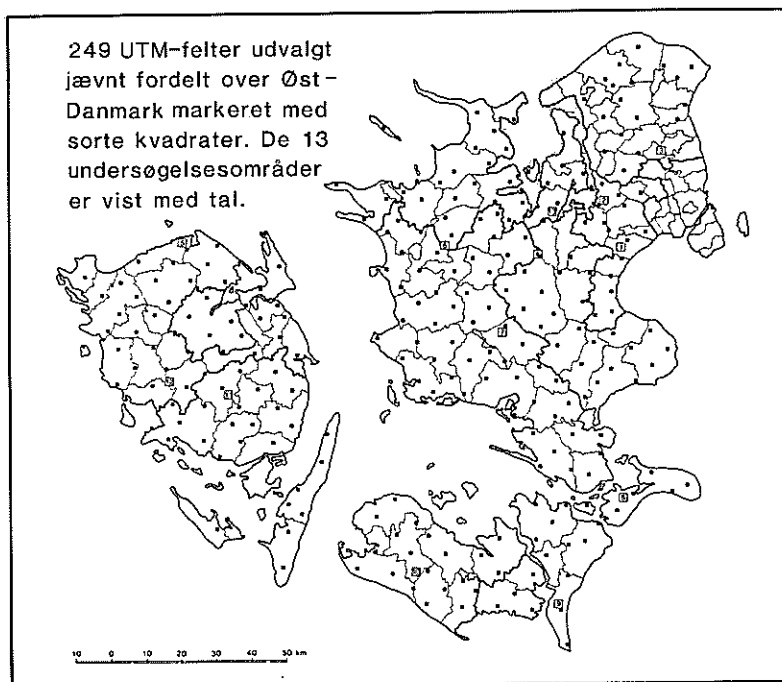 249 UTM-felter udvalgt
jævnt fordelt over Øst-
Danmark markeret med
sorte kvadrater. De 13
undersøgelsesområder
er vist med tal.
10 0 10 20 30 40 50 km